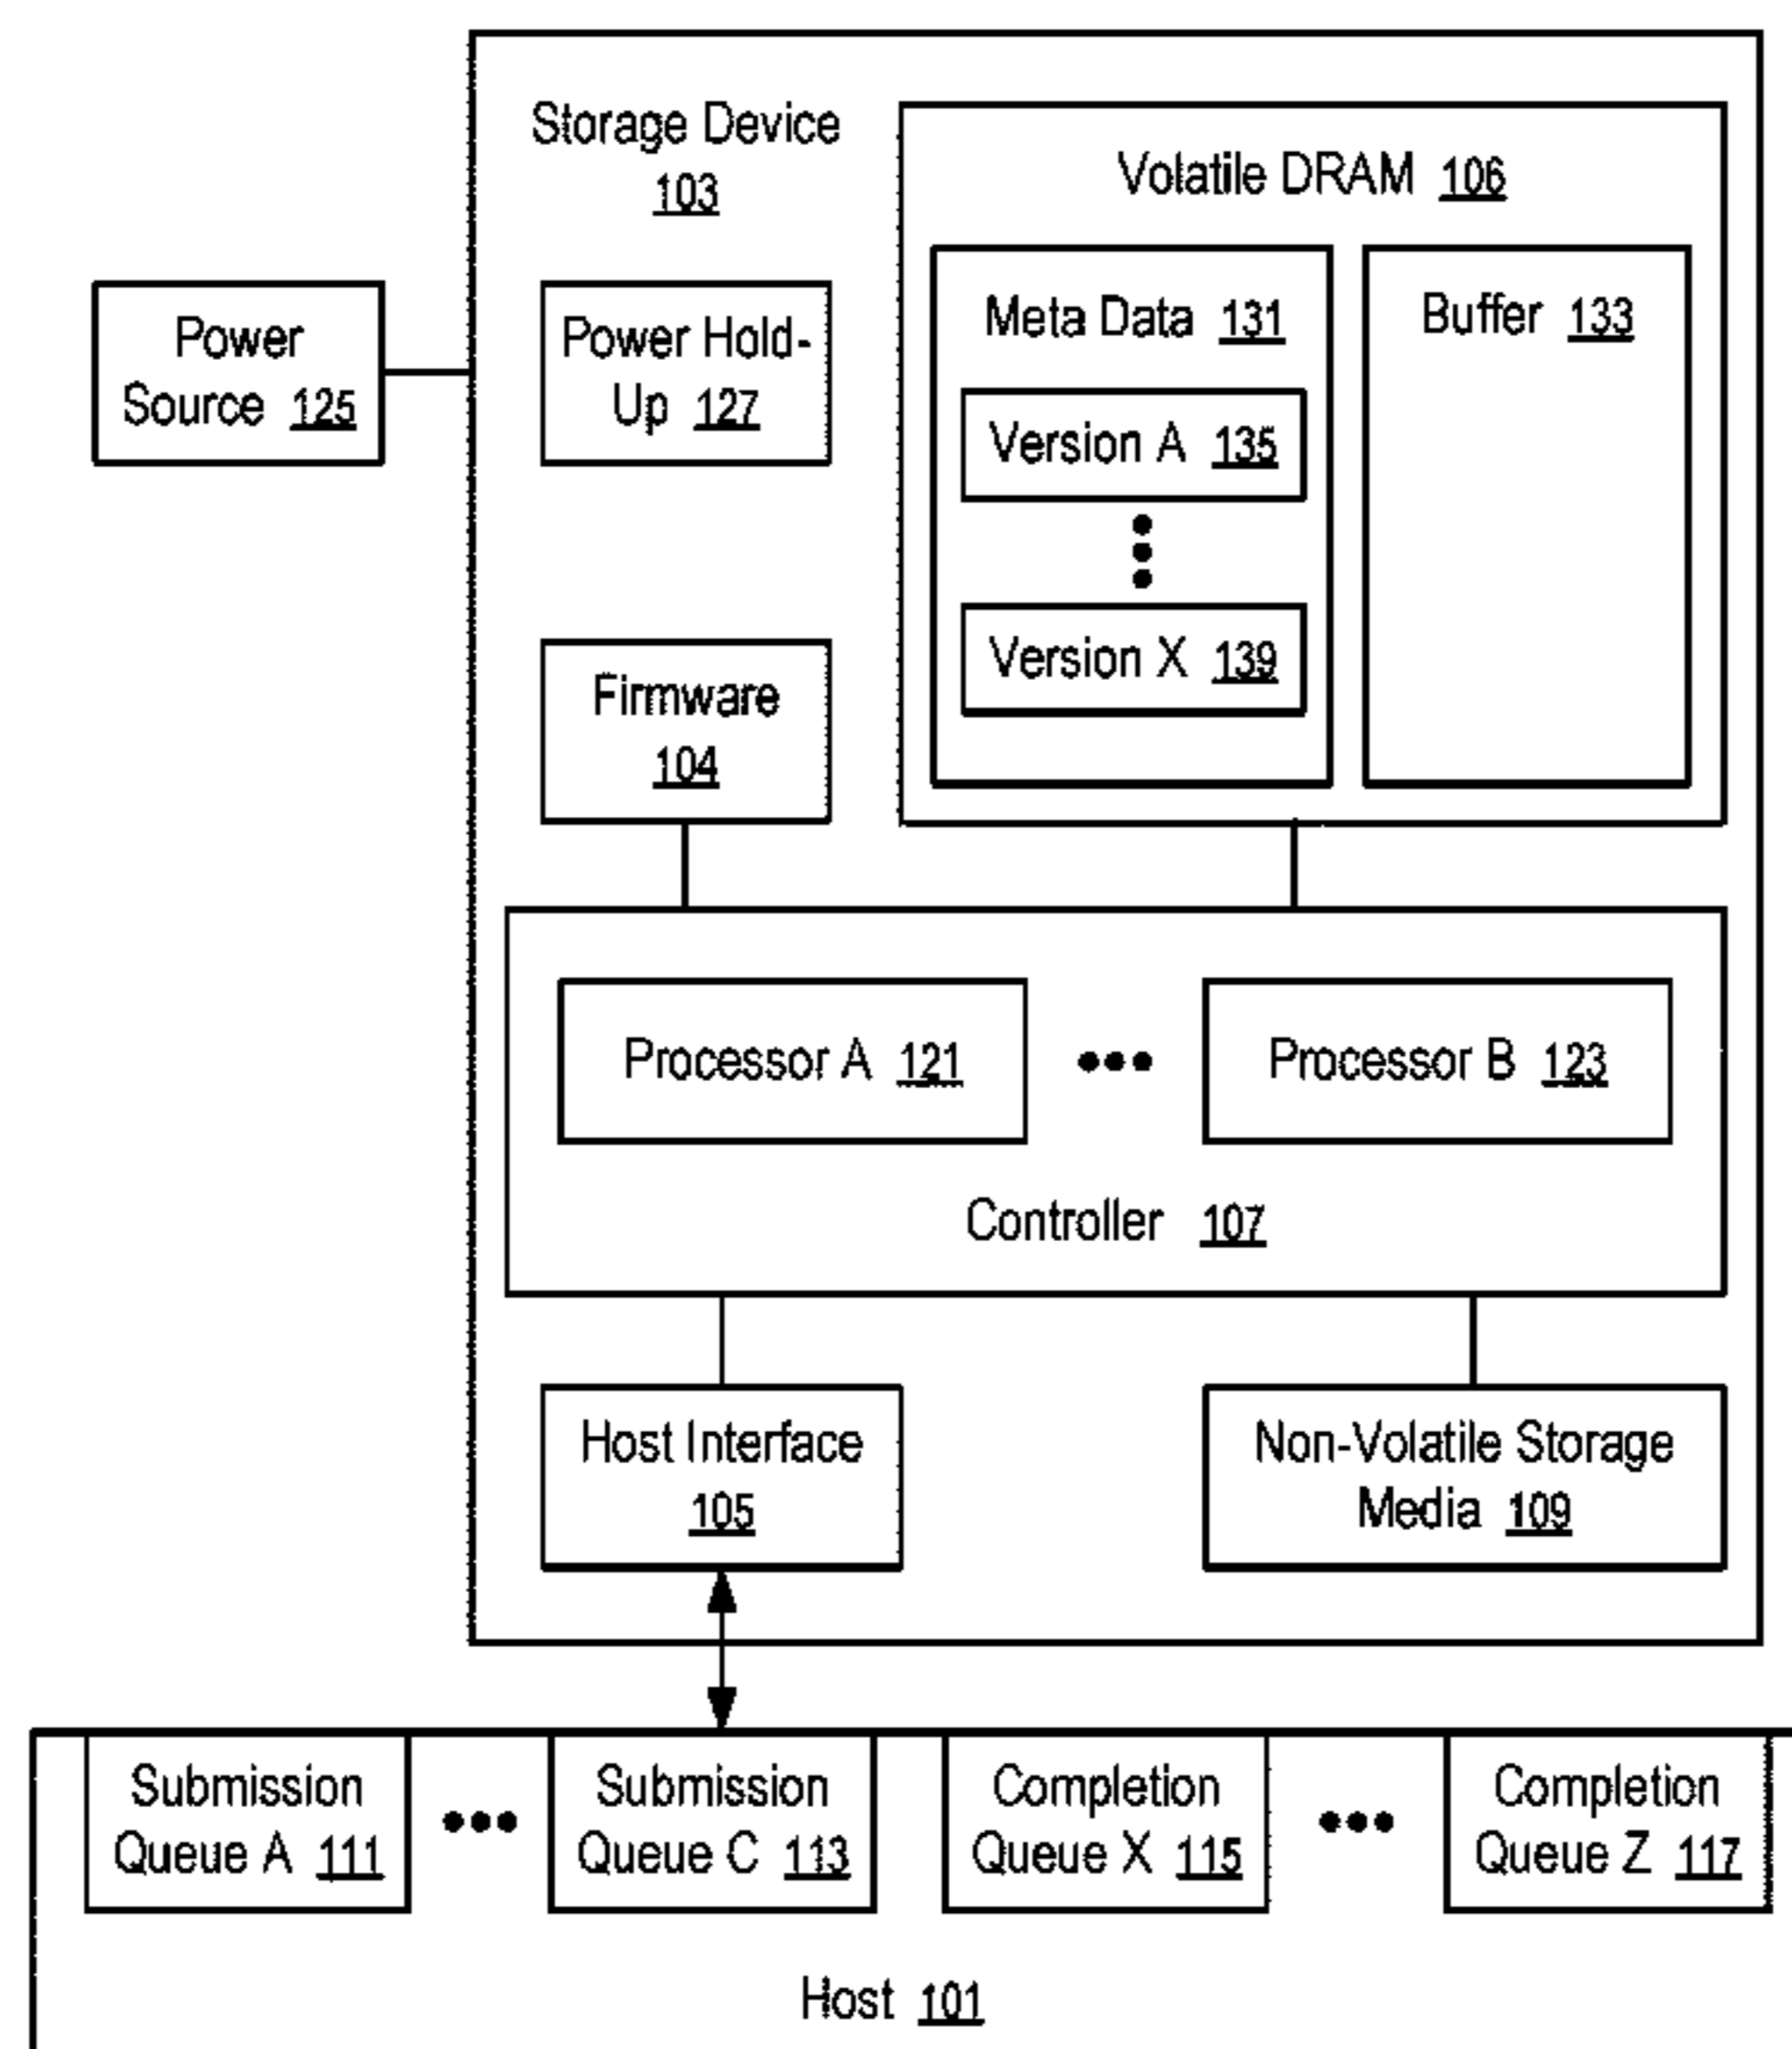 Storage Device
103
Volatile DRAM 106
Power
Source 125
Power Hold-
Up 127
Meta Data 131
Buffer 133
Version A 135
Version X 139
Firmware
104
Processor A 121
Processor B 123
Controller 107
Host Interface
105
Non-Volatile Storage
Media 109
Submission
Queue A 111
Submission
Queue C 113
Completion
Queue X 115
Completion
Queue Z 117
Host 101